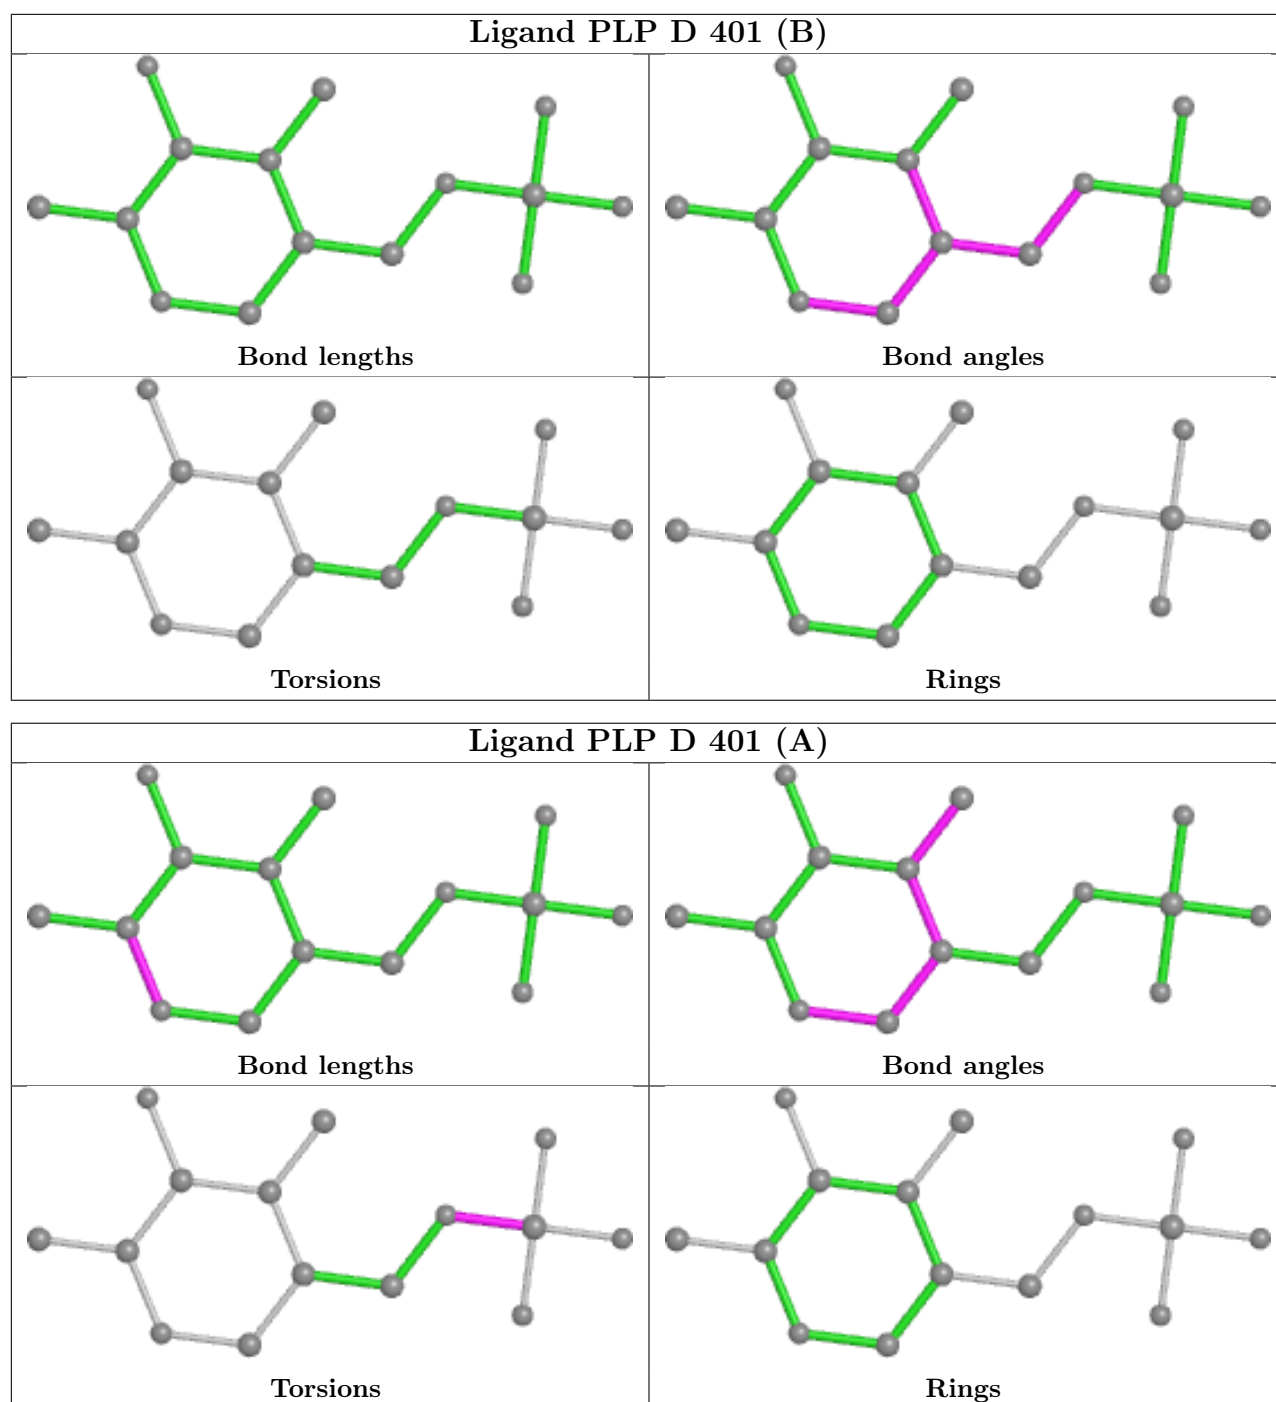 Ligand PLP D 401 (B)
Bond lengths
Bond angles
Torsions
Rings
Ligand PLP D 401 (A)
Bond lengths
Bond angles
Torsions
Rings